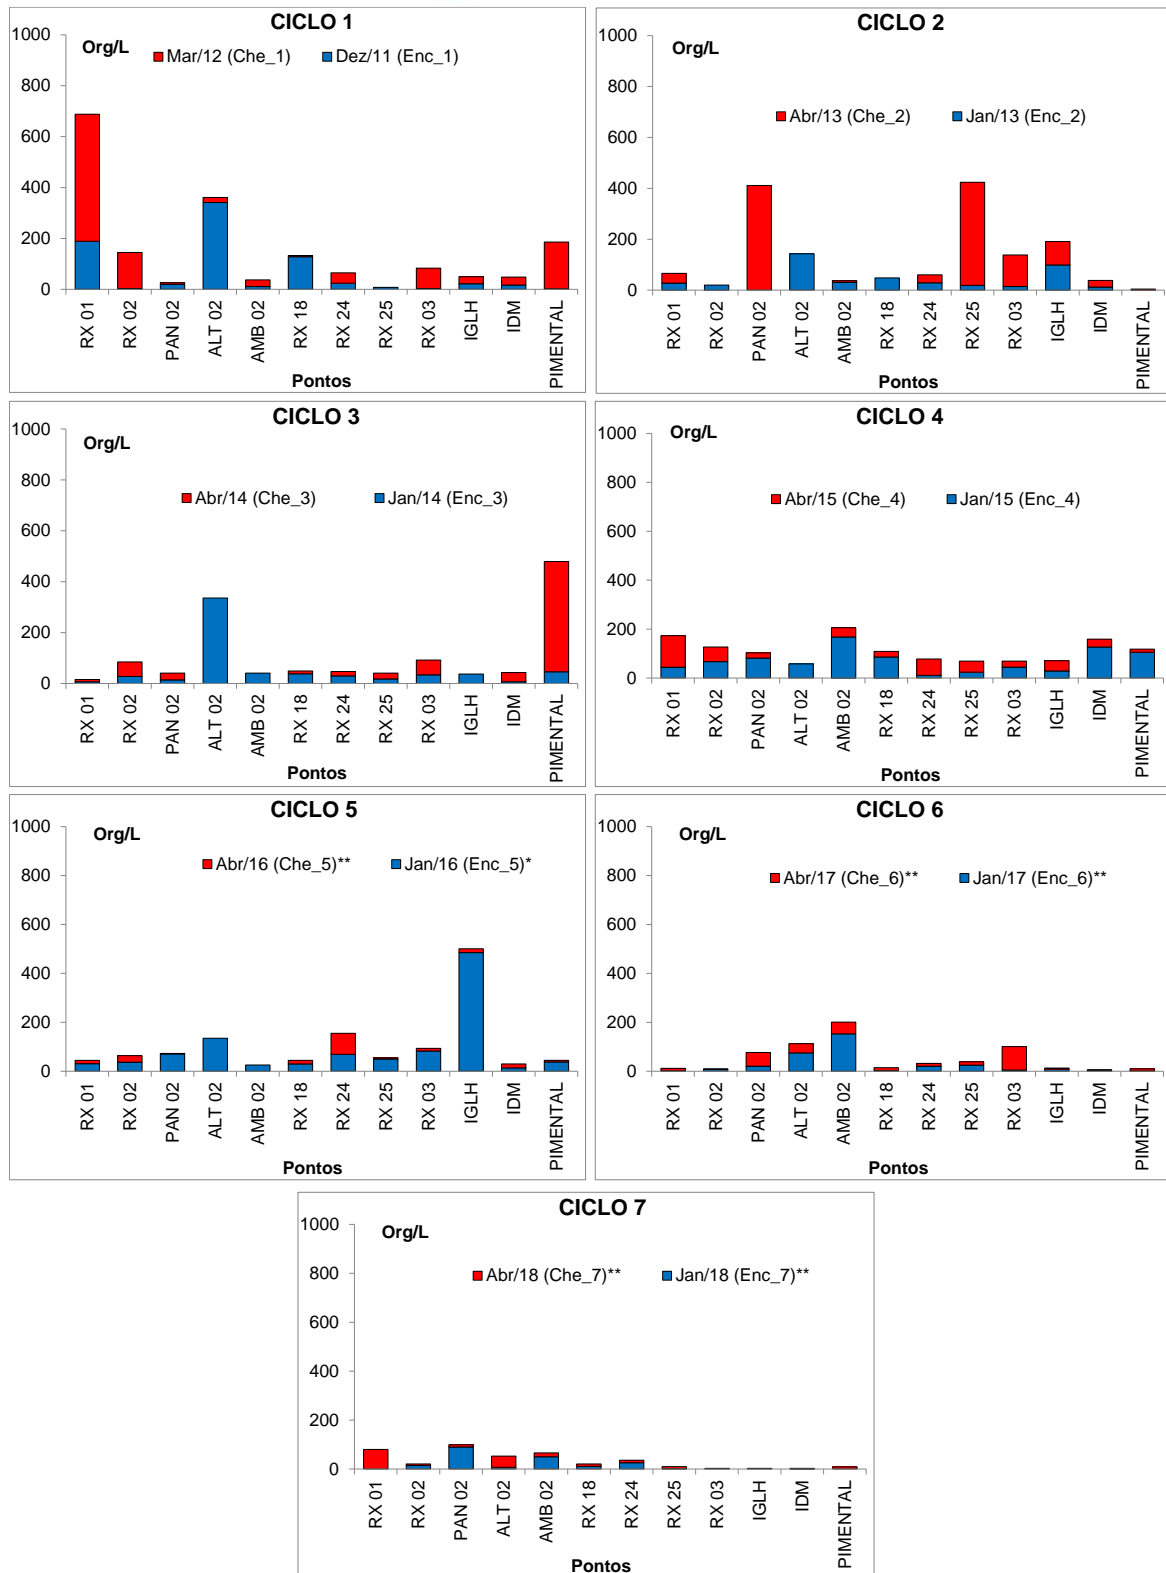 CICLO 1
Org/L
Mar/12 (Che_1) Dez/11 (Enc_1)
1000
800
600
400
200
0
RX 01 RX 02 PAN 02 ALT 02 AMB 02 RX 18 RX 24 RX 25 RX 03 IGLH IDM PIMENTAL
Pontos
CICLO 2
Org/L
Abr/13 (Che_2) Jan/13 (Enc_2)
1000
800
600
400
200
0
RX 01 RX 02 PAN 02 ALT 02 AMB 02 RX 18 RX 24 RX 25 RX 03 IGLH IDM PIMENTAL
Pontos
CICLO 3
Org/L
Abr/14 (Che_3) Jan/14 (Enc_3)
1000
800
600
400
200
0
RX 01 RX 02 PAN 02 ALT 02 AMB 02 RX 18 RX 24 RX 25 RX 03 IGLH IDM PIMENTAL
Pontos
CICLO 4
Org/L
Abr/15 (Che_4) Jan/15 (Enc_4)
1000
800
600
400
200
0
RX 01 RX 02 PAN 02 ALT 02 AMB 02 RX 18 RX 24 RX 25 RX 03 IGLH IDM PIMENTAL
Pontos
CICLO 5
Org/L
Abr/16 (Che_5)** Jan/16 (Enc_5)*
1000
800
600
400
200
0
RX 01 RX 02 PAN 02 ALT 02 AMB 02 RX 18 RX 24 RX 25 RX 03 IGLH IDM PIMENTAL
Pontos
CICLO 6
Org/L
Abr/17 (Che_6)** Jan/17 (Enc_6)**
1000
800
600
400
200
0
RX 01 RX 02 PAN 02 ALT 02 AMB 02 RX 18 RX 24 RX 25 RX 03 IGLH IDM PIMENTAL
Pontos
CICLO 7
Org/L
Abr/18 (Che_7)** Jan/18 (Enc_7)**
1000
800
600
400
200
0
RX 01 RX 02 PAN 02 ALT 02 AMB 02 RX 18 RX 24 RX 25 RX 03 IGLH IDM PIMENTAL
Pontos